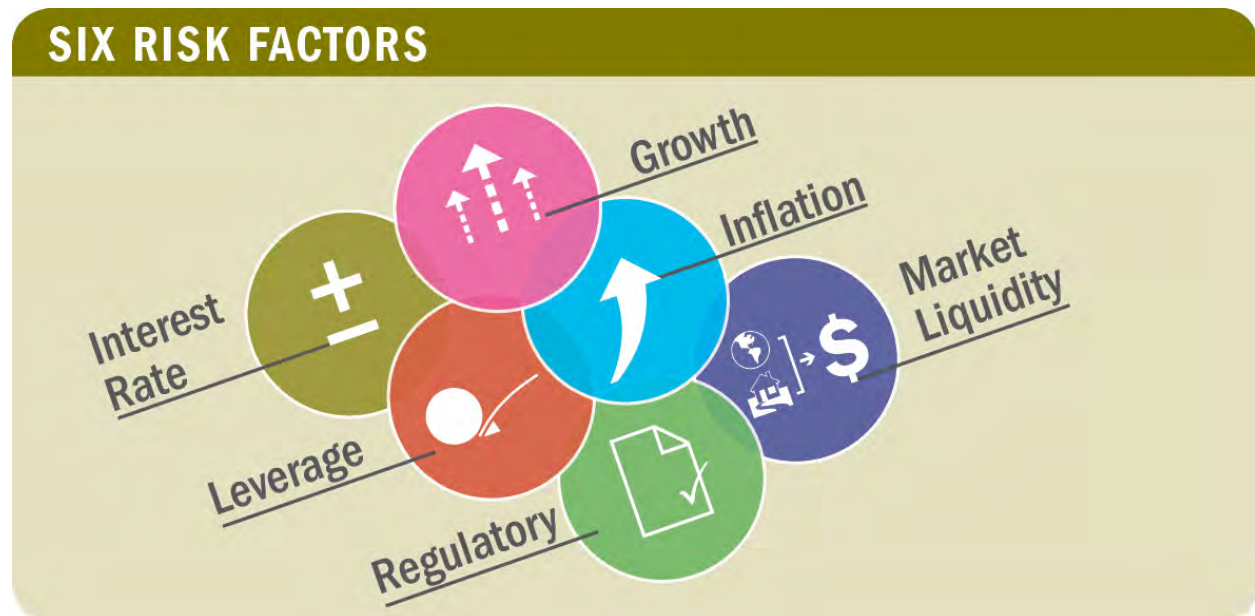 SIX RISK FACTORS
Growth
Inflation
Market
Liquidity
Interest
Rate
Leverage
Regulatory
$